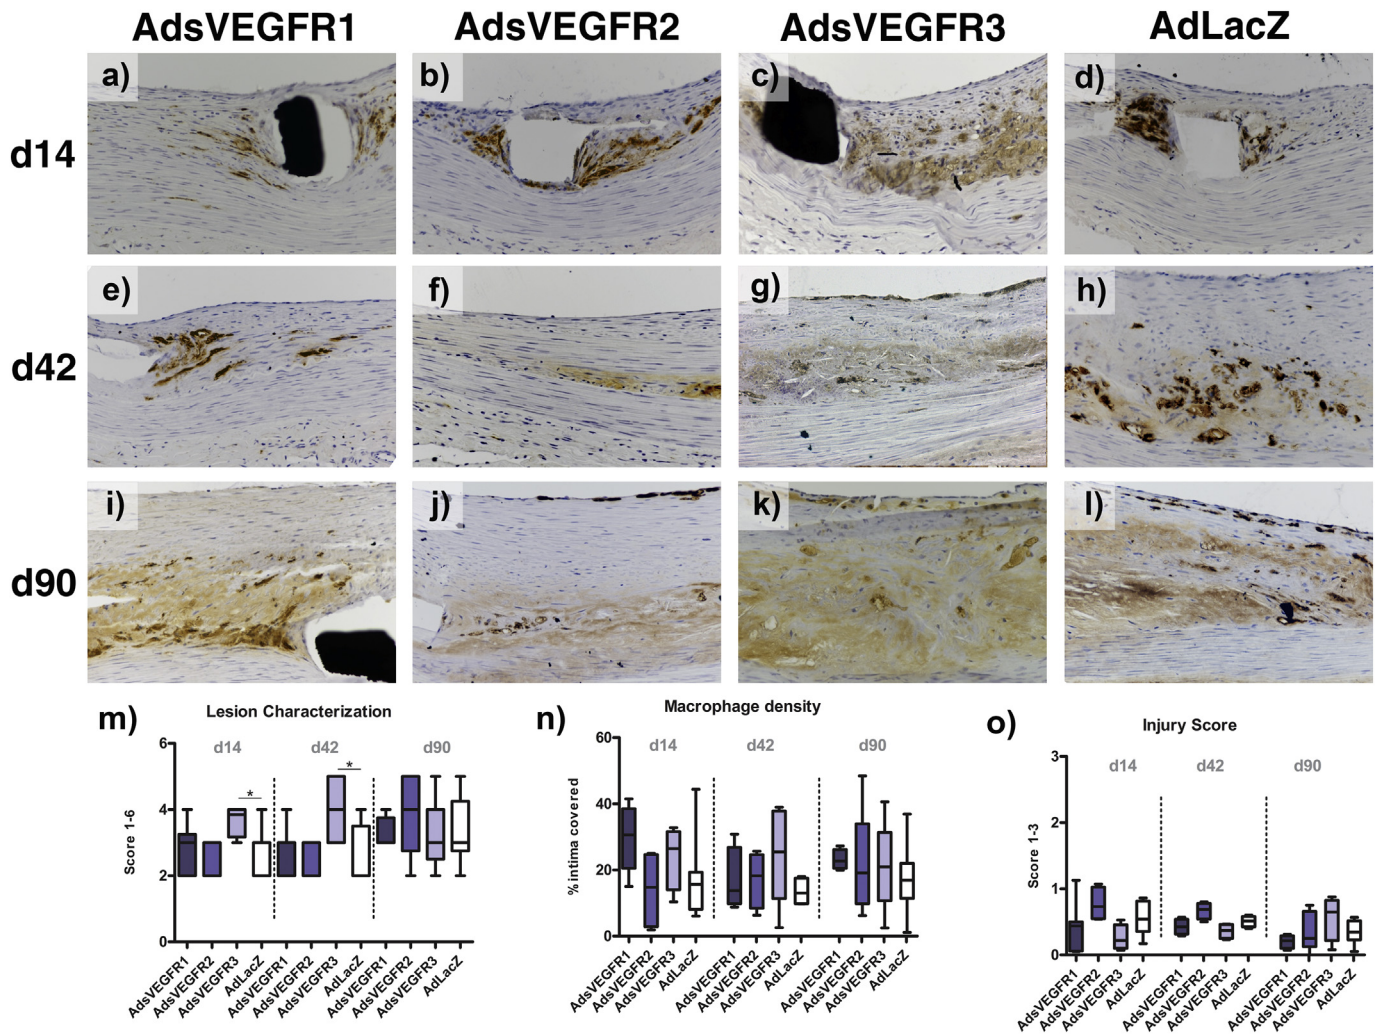 AdsVEGFR1 AdsVEGFR2 AdsVEGFR3 AdLacZ
d14 a) b) c) d)
d42 e) f) g) h)
d90 i) j) k) l)
m) Lesion Characterization
d14 d42 d90
Score 1-6
6
4
2
0
* *
AdsVEGFR1 AdsVEGFR2 AdsVEGFR3 AdLacZ AdsVEGFR1 AdsVEGFR2 AdsVEGFR3 AdLacZ AdsVEGFR1 AdsVEGFR2 AdsVEGFR3 AdLacZ
n) Macrophage density
d14 d42 d90
% intima covered
60
40
20
0
AdsVEGFR1 AdsVEGFR2 AdsVEGFR3 AdLacZ AdsVEGFR1 AdsVEGFR2 AdsVEGFR3 AdLacZ AdsVEGFR1 AdsVEGFR2 AdsVEGFR3 AdLacZ
o) Injury Score
d14 d42 d90
Score 1-3
3
2
1
0
AdsVEGFR1 AdsVEGFR2 AdsVEGFR3 AdLacZ AdsVEGFR1 AdsVEGFR2 AdsVEGFR3 AdLacZ AdsVEGFR1 AdsVEGFR2 AdsVEGFR3 AdLacZ